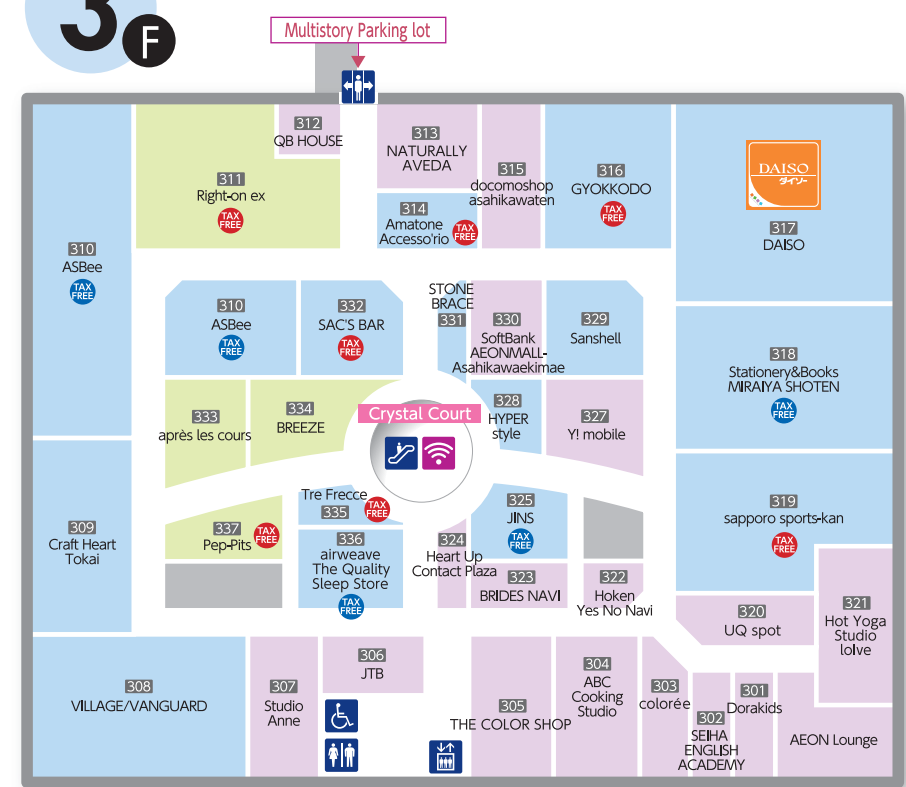 3
F
Multistory Parking lot
310
ASBee
TAX
FREE
311
Right-on ex
TAX
FREE
312
QB HOUSE
313
NATURALLY
AVEDA
314
Amatone
Accesso'rio
TAX
FREE
315
docomoshop
asahikawaten
316
GYOKKODO
TAX
FREE
DAISO
ダイソー
317
DAISO
310
ASBee
TAX
FREE
332
SAC'S BAR
TAX
FREE
STONE
BRACE
331
330
SoftBank
AEONMALL-
Asahikawaekimae
329
Sanshell
318
Stationery&Books
MIRAIYA SHOTEN
TAX
FREE
333
après les cours
334
BREEZE
Crystal Court
328
HYPER
style
327
Y! mobile
309
Craft Heart
Tokai
337
Pep-Pits
TAX
FREE
Tre Frecce
335
TAX
FREE
336
airweave
The Quality
Sleep Store
TAX
FREE
324
Heart Up
Contact Plaza
325
JINS
TAX
FREE
323
BRIDES NAVI
322
Hoken
Yes No Navi
319
sapporo sports-kan
TAX
FREE
320
UQ spot
321
Hot Yoga
Studio
loIve
308
VILLAGE/VANGUARD
307
Studio
Anne
306
JTB
305
THE COLOR SHOP
304
ABC
Cooking
Studio
303
colorée
302
SEIHA
ENGLISH
ACADEMY
301
Dorakids
AEON Lounge